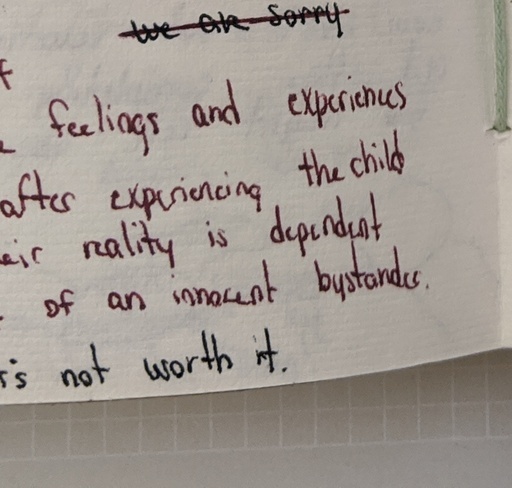 We are sorry
f
feelings and experiences
after experiencing the child
eir reality is dependent
of an innocent bystander.
is not worth it.